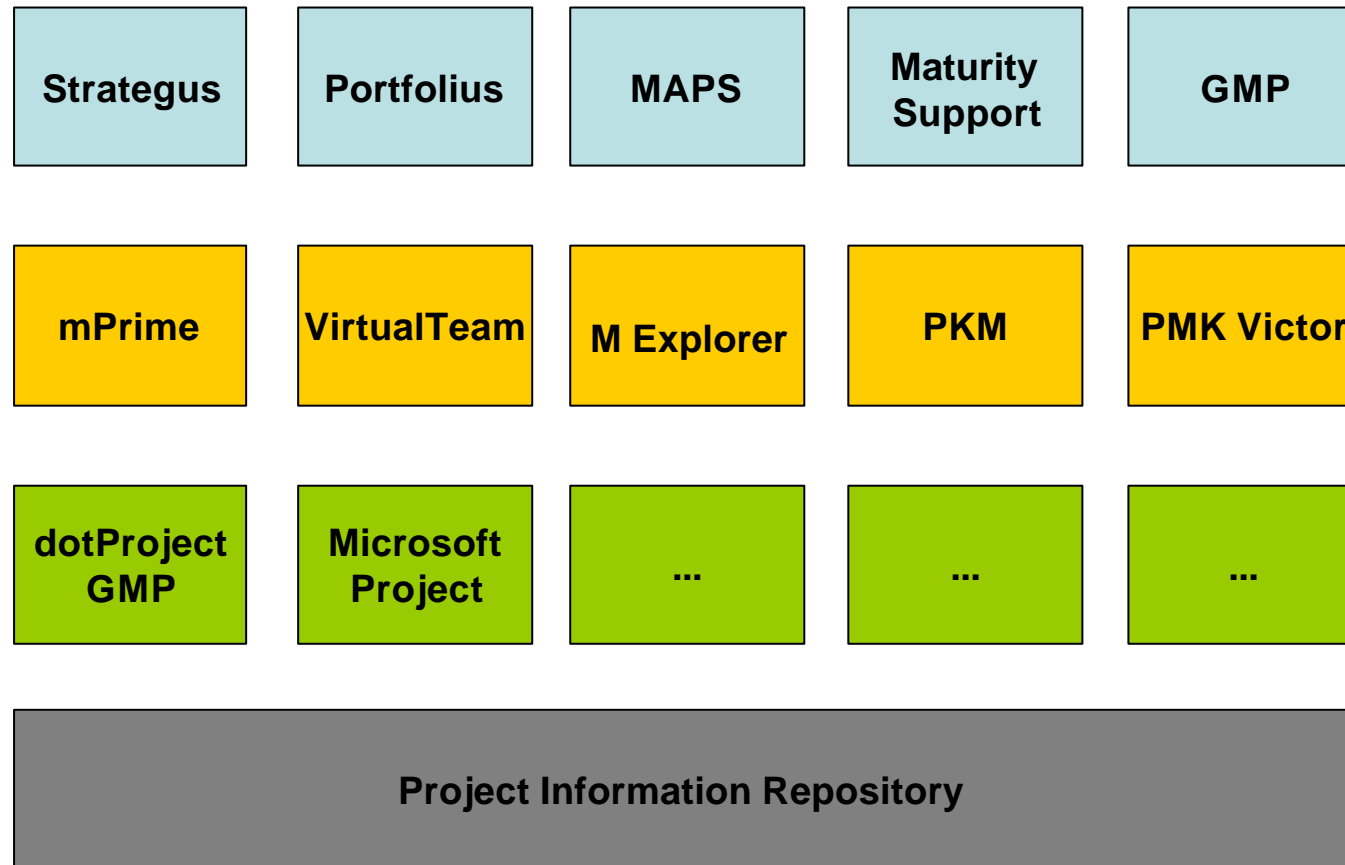 Strategus
Portfolius
MAPS
Maturity
Support
GMP
mPrime
VirtualTeam
M Explorer
PKM
PMK Victor
dotProject
GMP
Microsoft
Project
...
...
...
Project Information Repository